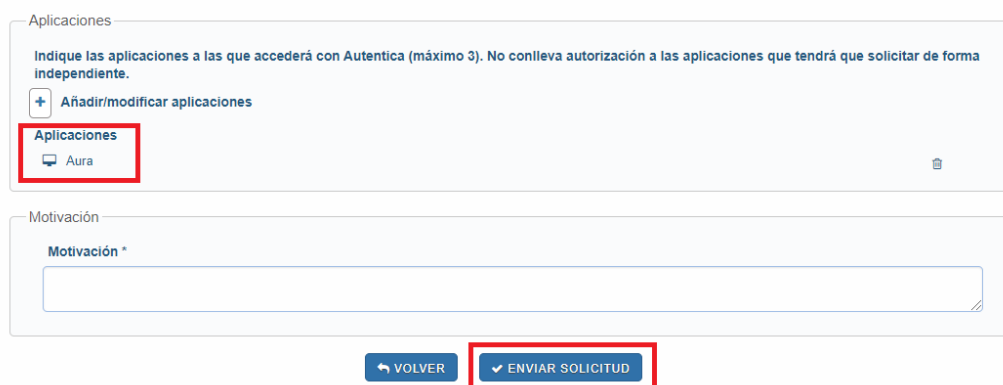 Aplicaciones
Indique las aplicaciones a las que accederá con Autentica (máximo 3). No conlleva autorización a las aplicaciones que tendrá que solicitar de forma
independiente.
+ Añadir/modificar aplicaciones
Aplicaciones
Aura
Motivación
Motivación *
VOLVER ENVIAR SOLICITUD